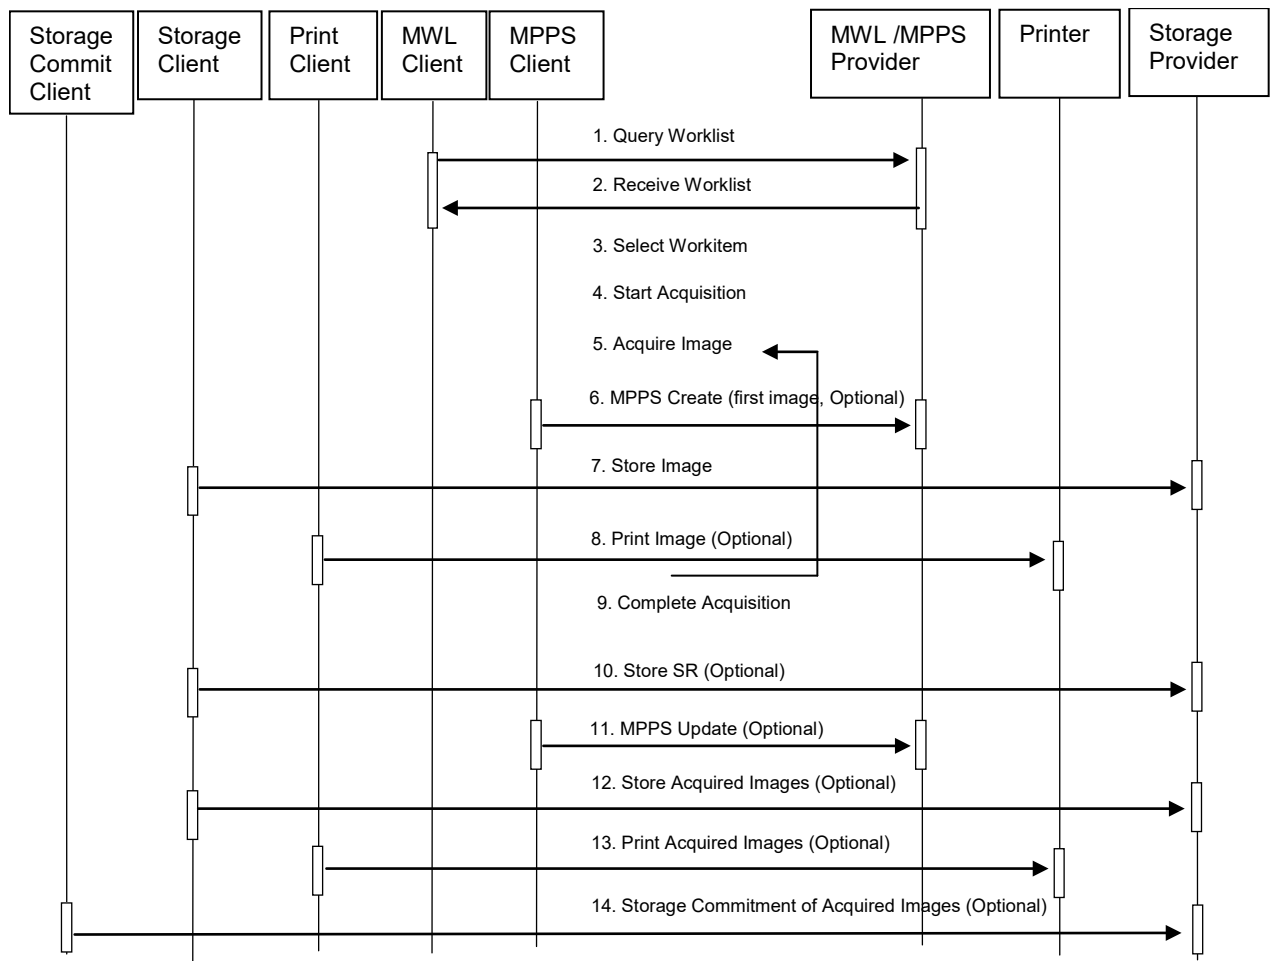 Storage
Commit
Client
Storage
Client
Print
Client
MWL
Client
MPPS
Client
MWL /MPPS
Provider
Printer
Storage
Provider
1. Query Worklist
2. Receive Worklist
3. Select Workitem
4. Start Acquisition
5. Acquire Image
6. MPPS Create (first image, Optional)
7. Store Image
8. Print Image (Optional)
9. Complete Acquisition
10. Store SR (Optional)
11. MPPS Update (Optional)
12. Store Acquired Images (Optional)
13. Print Acquired Images (Optional)
14. Storage Commitment of Acquired Images (Optional)